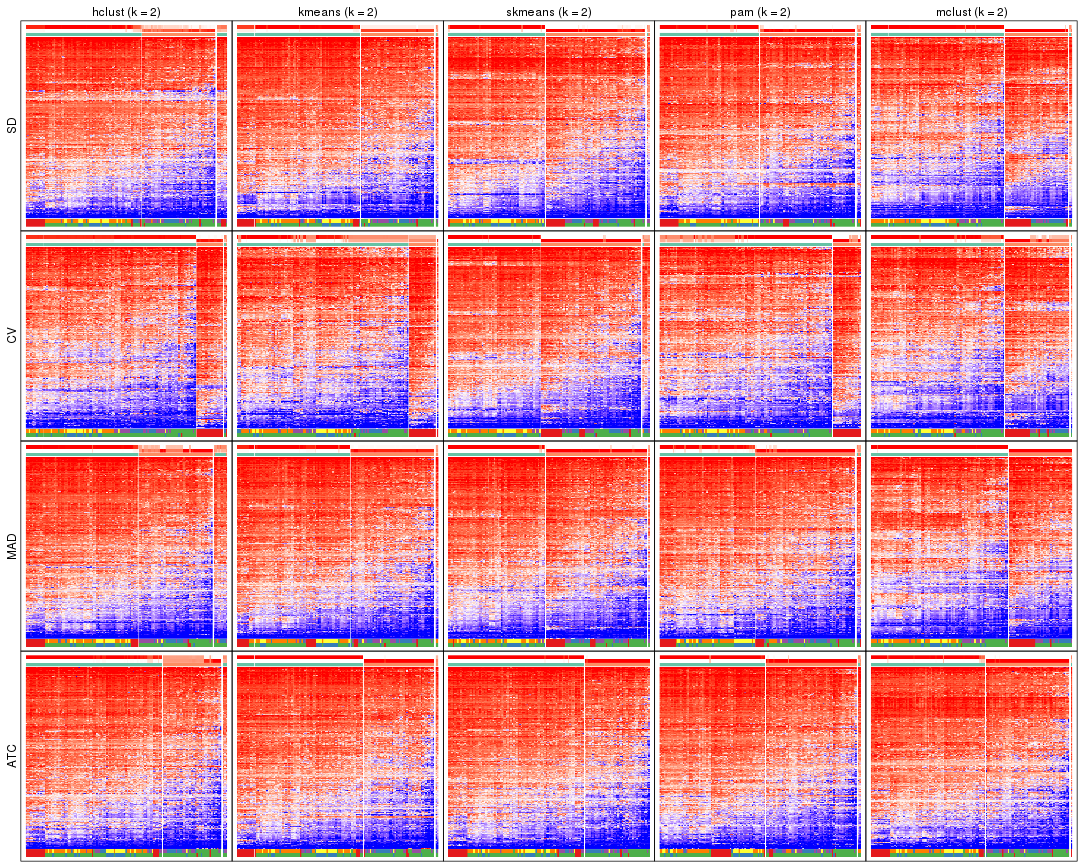 hclust (k = 2) kmeans (k = 2) skmeans (k = 2) pam (k = 2) mclust (k = 2)
SD
CV
MAD
ATC